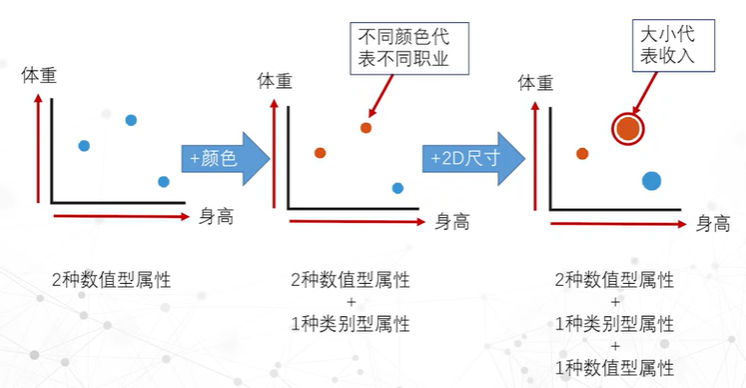 体重
身高
2种数值型属性
+颜色
不同颜色代
表不同职业
体重
身高
2种数值型属性
+
1种类别型属性
+2D尺寸
大小代
表收入
体重
身高
2种数值型属性
+
1种类别型属性
+
1种数值型属性